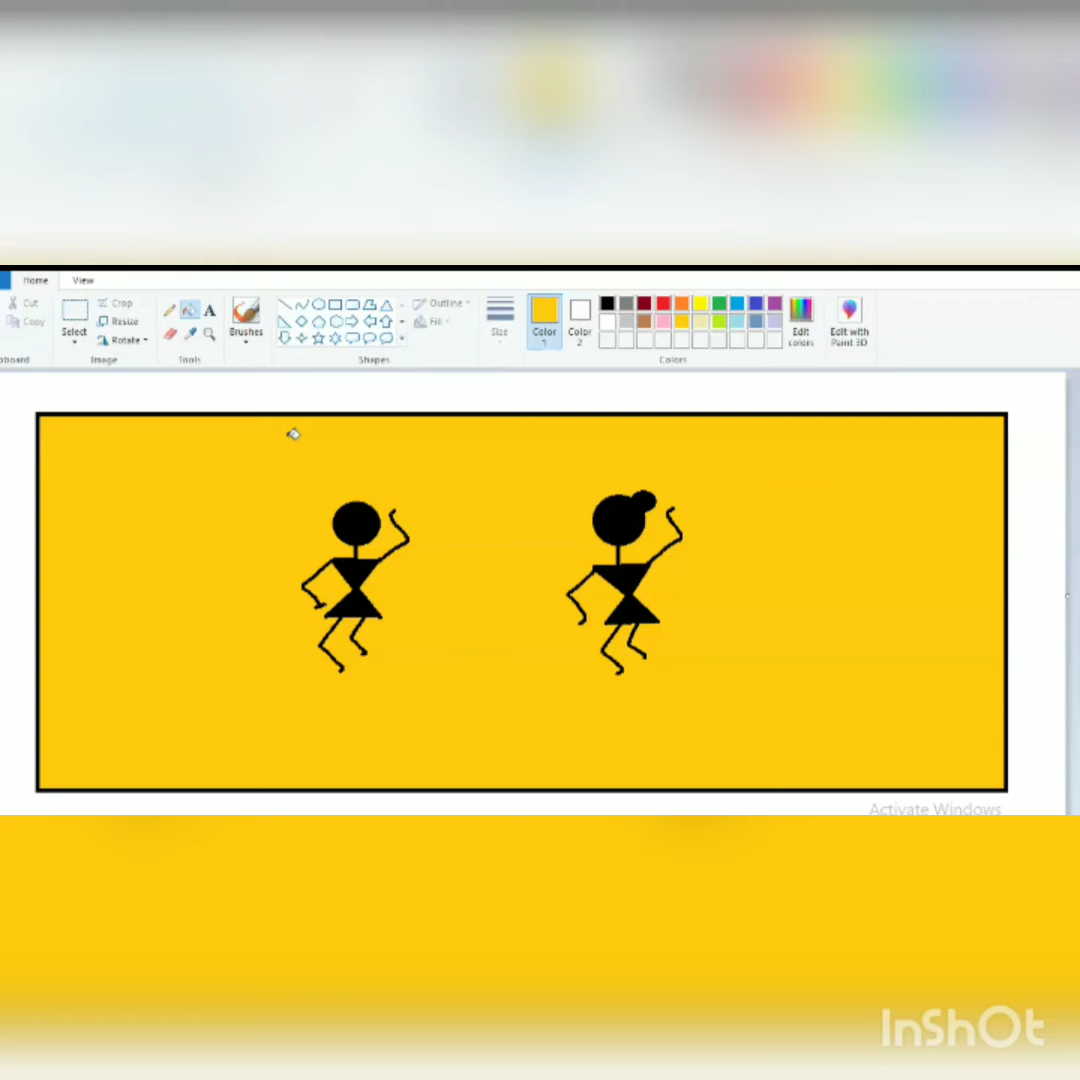 Home View
Cut
Copy
Select
Crop
Resize
Rotate
Brushes
Outline
Fill
Size
Color 1
Color 2
Edit colors
Edit with Paint 3D
pboard
Image
Tools
Shapes
Colors
A
Activate Windows
InShOt